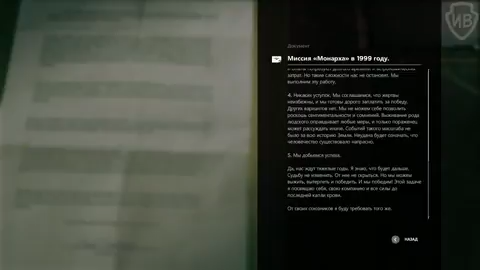 ИВ
Документ
Миссия «Монарха» в 1999 году.
затрат. Но такие сложности нас не остановят. Мы
выполним эту работу.
4. Никаких уступок. Мы соглашаемся, что жертвы
неизбежны, и мы готовы дорого заплатить за победу.
Других вариантов нет. Мы не можем себе позволить
роскошь сентиментальности и сомнений. Выживание рода
людского оправдывает любые меры, и только пораженец
может рассуждать иначе. Событий такого масштаба не
было за всю историю Земли. Неудача будет означать, что
человечество существовало напрасно.
5. Мы добьемся успеха.
Да, нас ждут тяжелые годы. Я знаю, что будет дальше.
Судьбу не изменить. От нее не скрыться. Но мы можем
выжить, вытерпеть и победить. И мы победим! Этой задаче
я посвящаю себя, свою компанию и все силы до
последней капли крови.
От своих союзников я буду требовать того же.
НАЗАД